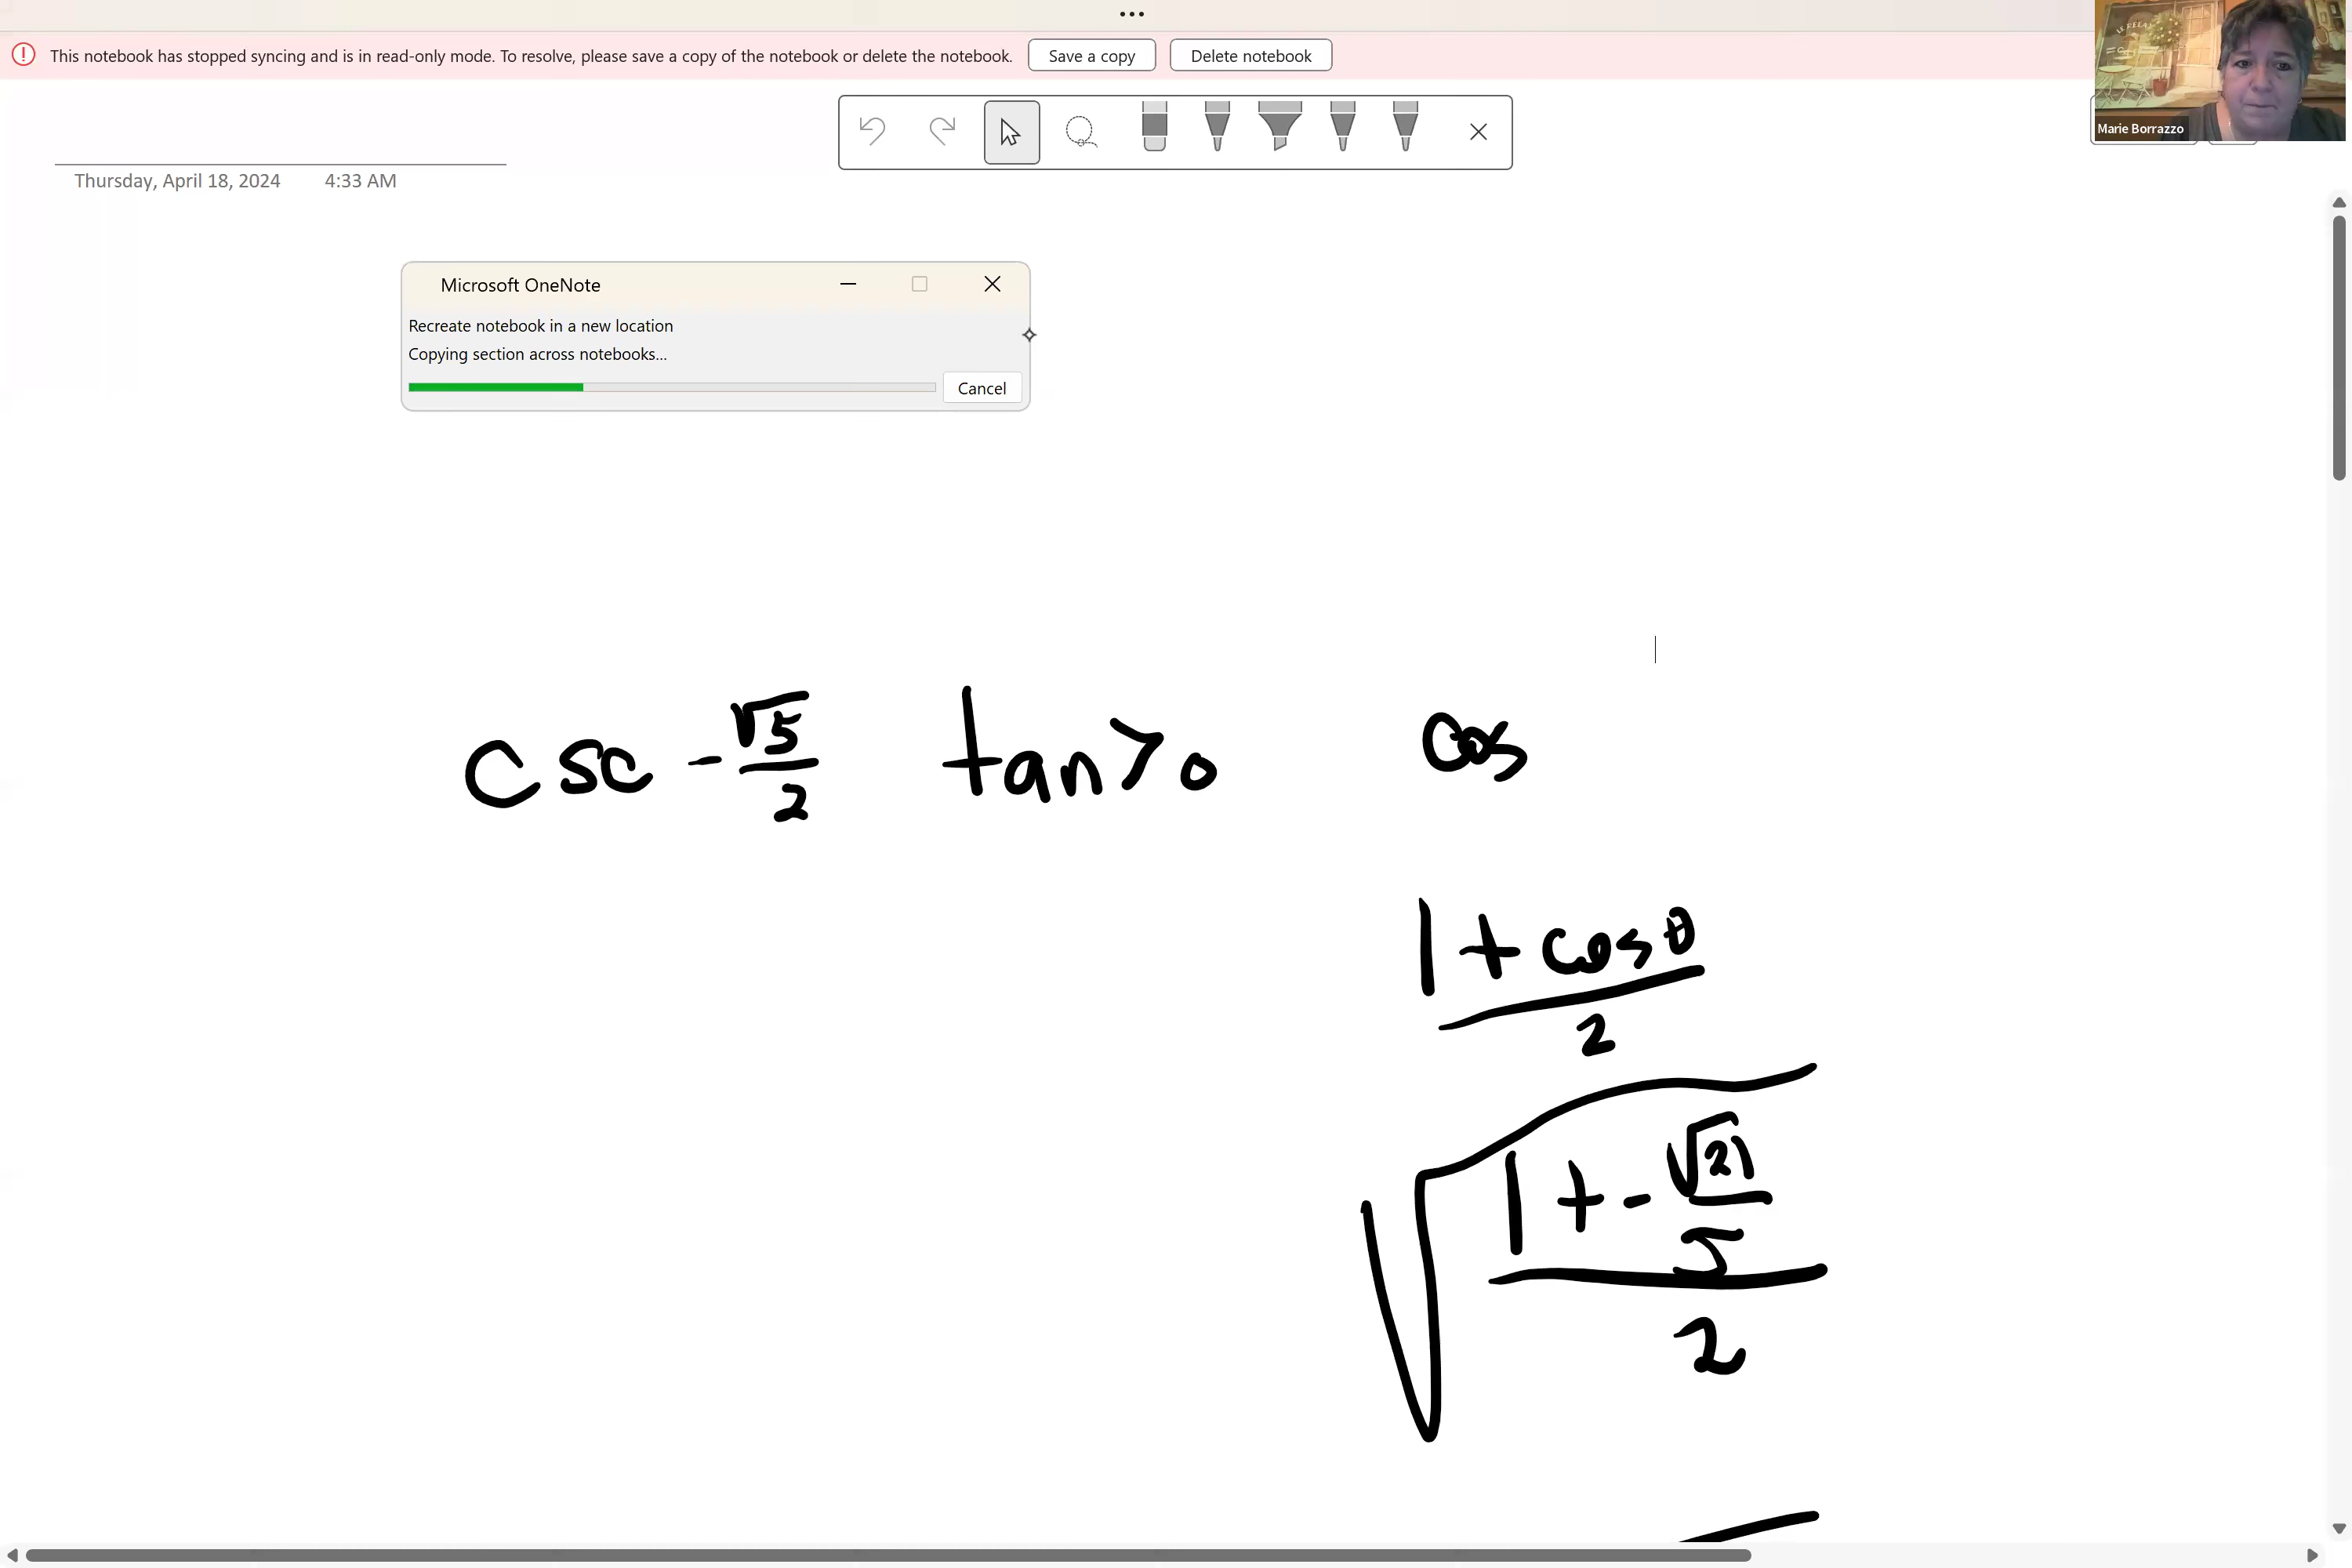 ...
This notebook has stopped syncing and is in read-only mode. To resolve, please save a copy of the notebook or delete the notebook. Save a copy Delete notebook
Marie Borrazzo
Thursday, April 18, 2024 4:33 AM
Microsoft OneNote
Recreate notebook in a new location
Copying section across notebooks...
Cancel
csc -√5/2 tan>0 cos
1+cosθ
2
√
1+-√21/5
2